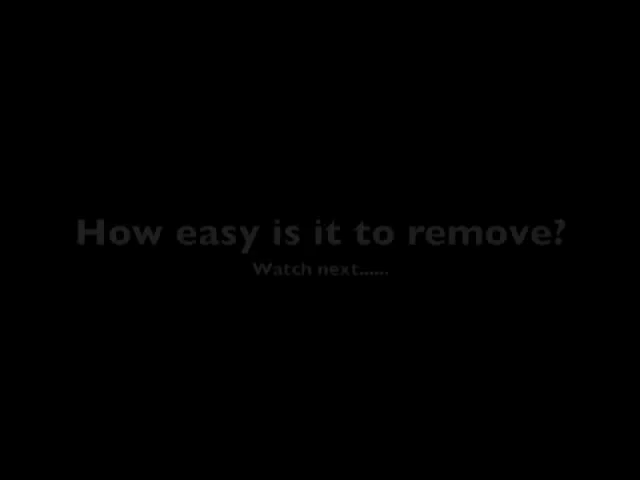 How easy is it to remove?
Watch next......